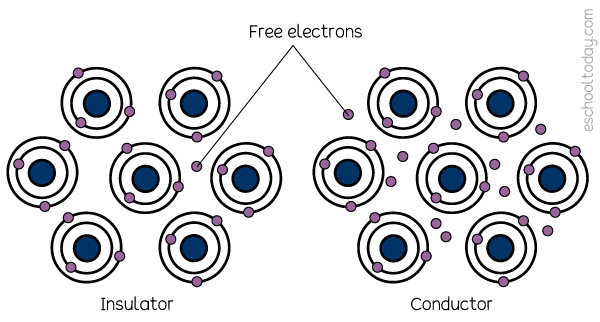 Free electrons
eschooltoday.com
Insulator
Conductor